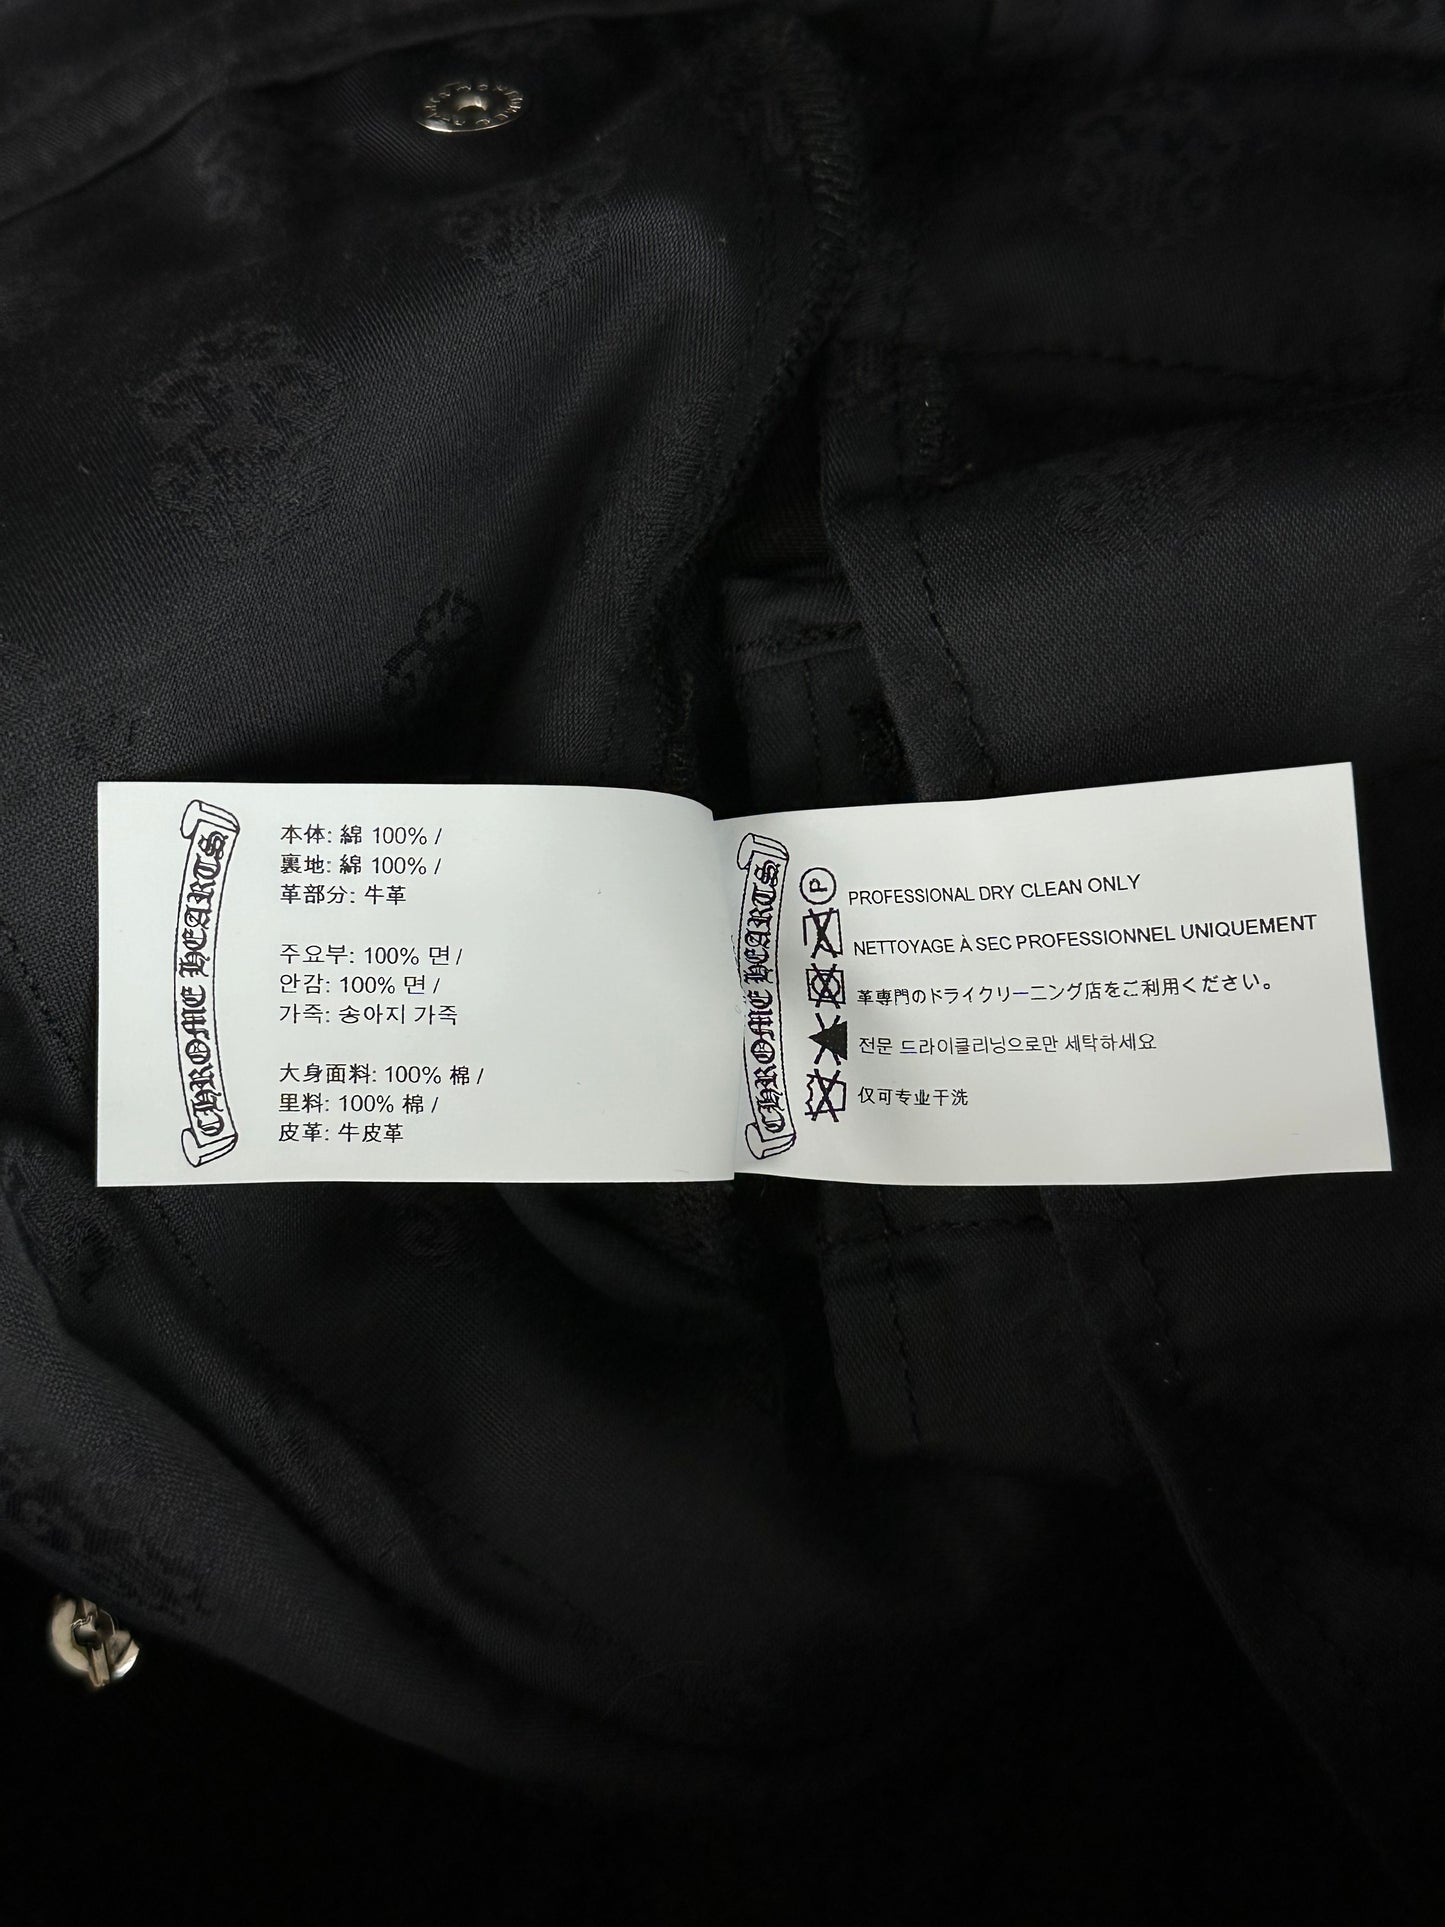 CHROME HEARTS
本体: 綿 100% /
裏地: 綿 100% /
革部分: 牛革
주요부: 100% 면 /
안감: 100% 면 /
가죽: 송아지 가죽
大身面料: 100% 棉 /
里料: 100% 棉 /
皮革: 牛皮革
CHROME HEARTS
P
PROFESSIONAL DRY CLEAN ONLY
NETTOYAGE À SEC PROFESSIONNEL UNIQUEMENT
革専門のドライクリーニング店をご利用ください。
전문 드라이클리닝으로만 세탁하세요
仅可专业干洗